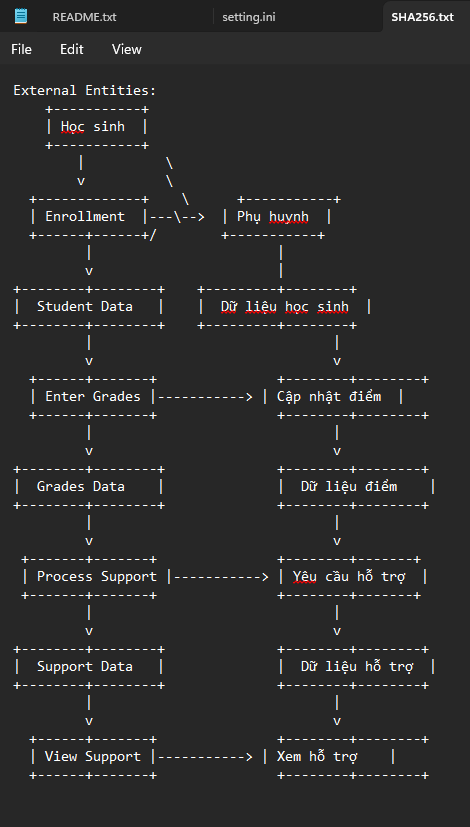 README.txt setting.ini SHA256.txt
File Edit View
External Entities:
    +-----------+
    | Học sinh  |
    +-----------+
        |          \
        v          \
  +-------------+    \      +-----------+
  | Enrollment  |---\-->  | Phụ huynh  |
  +------+------+/        +-----------+
         |                       |
         v                       |
+--------+--------+    +---------+--------+
|  Student Data   |    |  Dữ liệu học sinh  |
+--------+--------+    +---------+--------+
         |                              |
         v                              v
  +------+-------+               +--------+--------+
  | Enter Grades |-----------> | Cập nhật điểm  |
  +------+-------+               +--------+--------+
         |                              |
         v                              v
+--------+--------+              +--------+--------+
|  Grades Data    |              |  Dữ liệu điểm    |
+--------+--------+              +--------+--------+
         |                              |
         v                              v
 +-------+--------+               +--------+-------+
 | Process Support |-----------> | Yêu cầu hỗ trợ  |
 +-------+--------+               +--------+-------+
         |                              |
         v                              v
+--------+--------+              +--------+--------+
|  Support Data   |              |  Dữ liệu hỗ trợ  |
+--------+--------+              +--------+--------+
         |                              |
         v                              v
  +------+-------+               +--------+--------+
  | View Support |-----------> | Xem hỗ trợ    |
  +------+-------+               +--------+--------+